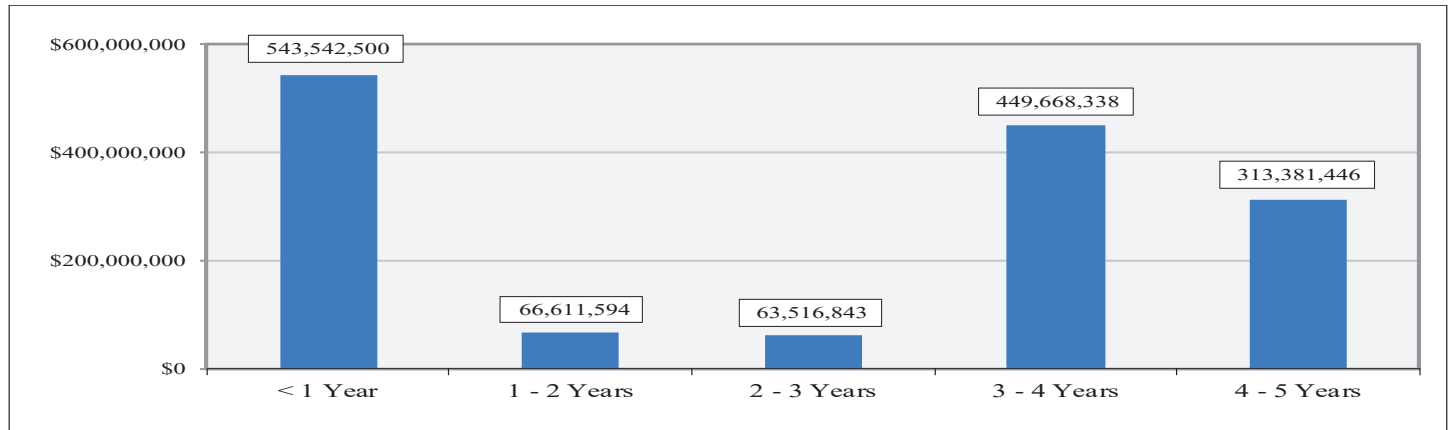 $600,000,000
543,542,500
449,668,338
$400,000,000
313,381,446
$200,000,000
66,611,594
63,516,843
$0
< 1 Year
1 - 2 Years
2 - 3 Years
3 - 4 Years
4 - 5 Years